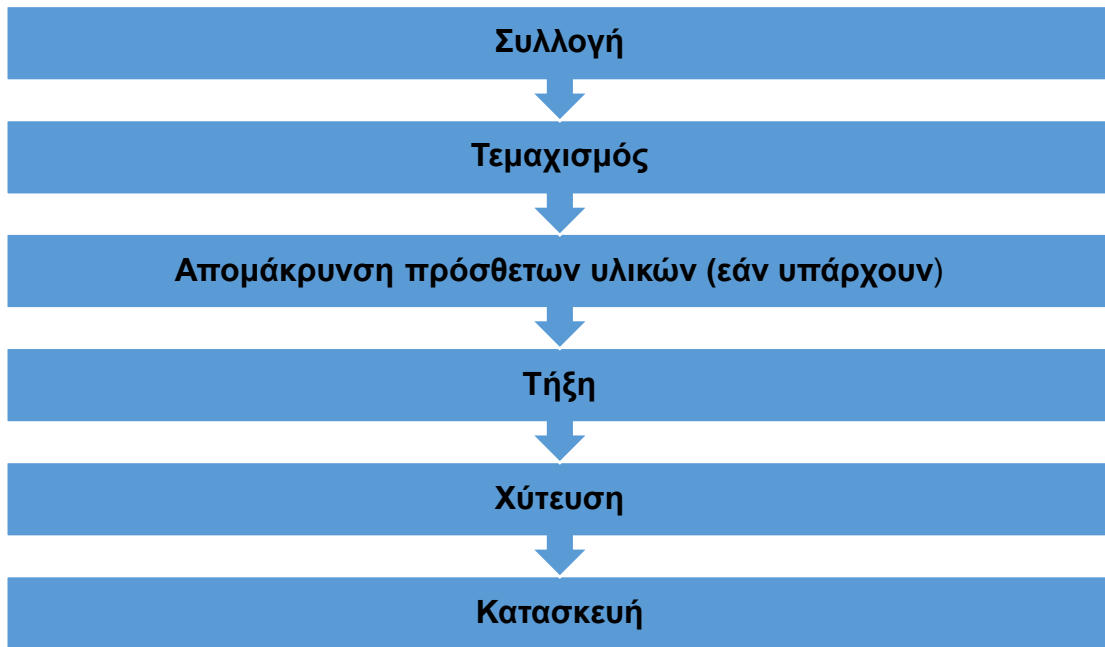 Συλλογή
Τεμαχισμός
Απομάκρυνση πρόσθετων υλικών (εάν υπάρχουν)
Τήξη
Χύτευση
Κατασκευή